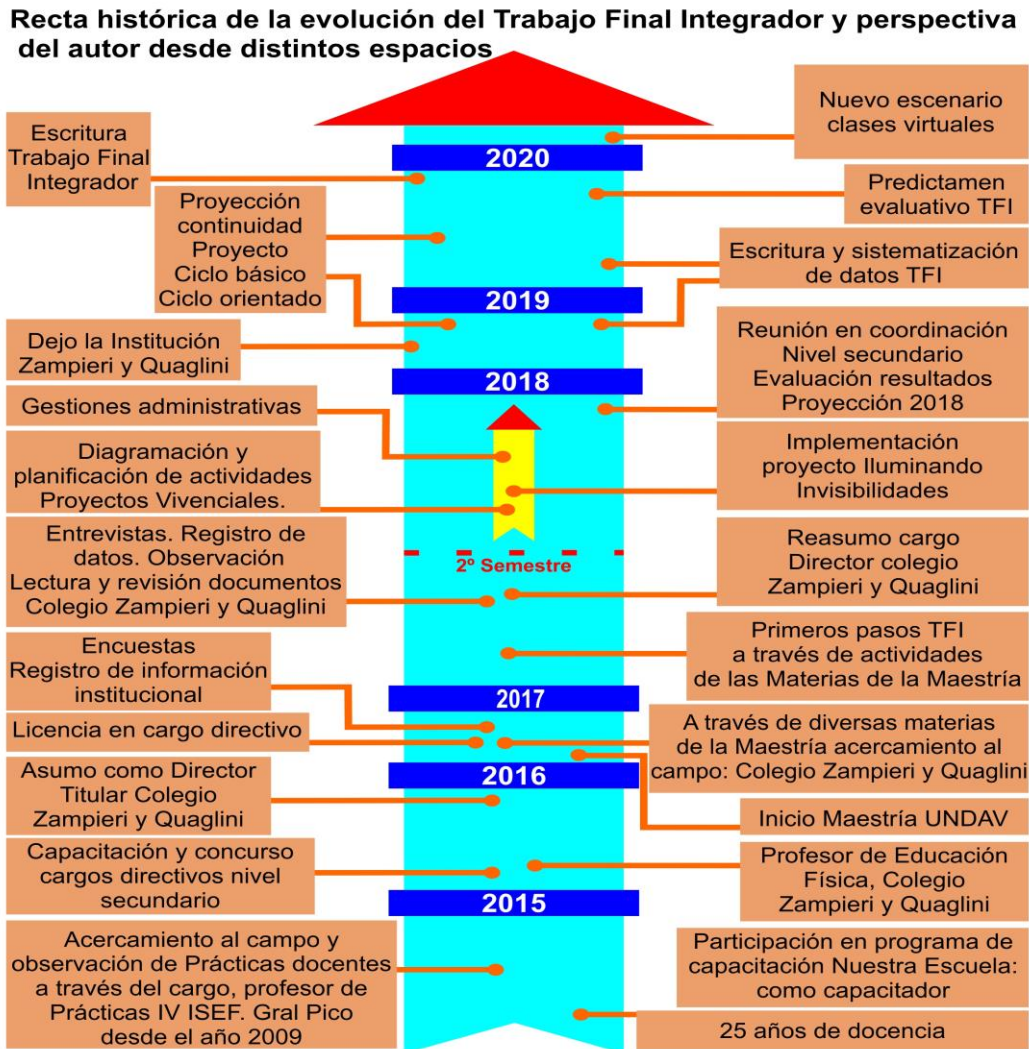 Recta histórica de la evolución del Trabajo Final Integrador y perspectiva
del autor desde distintos espacios
Nuevo escenario
clases virtuales
Escritura
Trabajo Final
Integrador
2020
Predictamen
evaluativo TFI
Proyección
continuidad
Proyecto
Ciclo básico
Ciclo orientado
Escritura y sistematización
de datos TFI
2019
Dejo la Institución
Zampieri y Quaglini
Reunión en coordinación
Nivel secundario
Evaluación resultados
Proyección 2018
2018
Gestiones administrativas
Diagramación y
planificación de actividades
Proyectos Vivenciales.
Implementación
proyecto Iluminando
Invisibilidades
Entrevistas. Registro de
datos. Observación
Lectura y revisión documentos
Colegio Zampieri y Quaglini
2º Semestre
Reasumo cargo
Director colegio
Zampieri y Quaglini
Encuestas
Registro de información
institucional
Primeros pasos TFI
a través de actividades
de las Materias de la Maestría
2017
Licencia en cargo directivo
A través de diversas materias
de la Maestría acercamiento al
campo: Colegio Zampieri y Quaglini
2016
Asumo como Director
Titular Colegio
Zampieri y Quaglini
Inicio Maestría UNDAV
Capacitación y concurso
cargos directivos nivel
secundario
Profesor de Educación
Física, Colegio
Zampieri y Quaglini
2015
Acercamiento al campo y
observación de Prácticas docentes
a través del cargo, profesor de
Prácticas IV ISEF. Gral Pico
desde el año 2009
Participación en programa de
capacitación Nuestra Escuela:
como capacitador
25 años de docencia